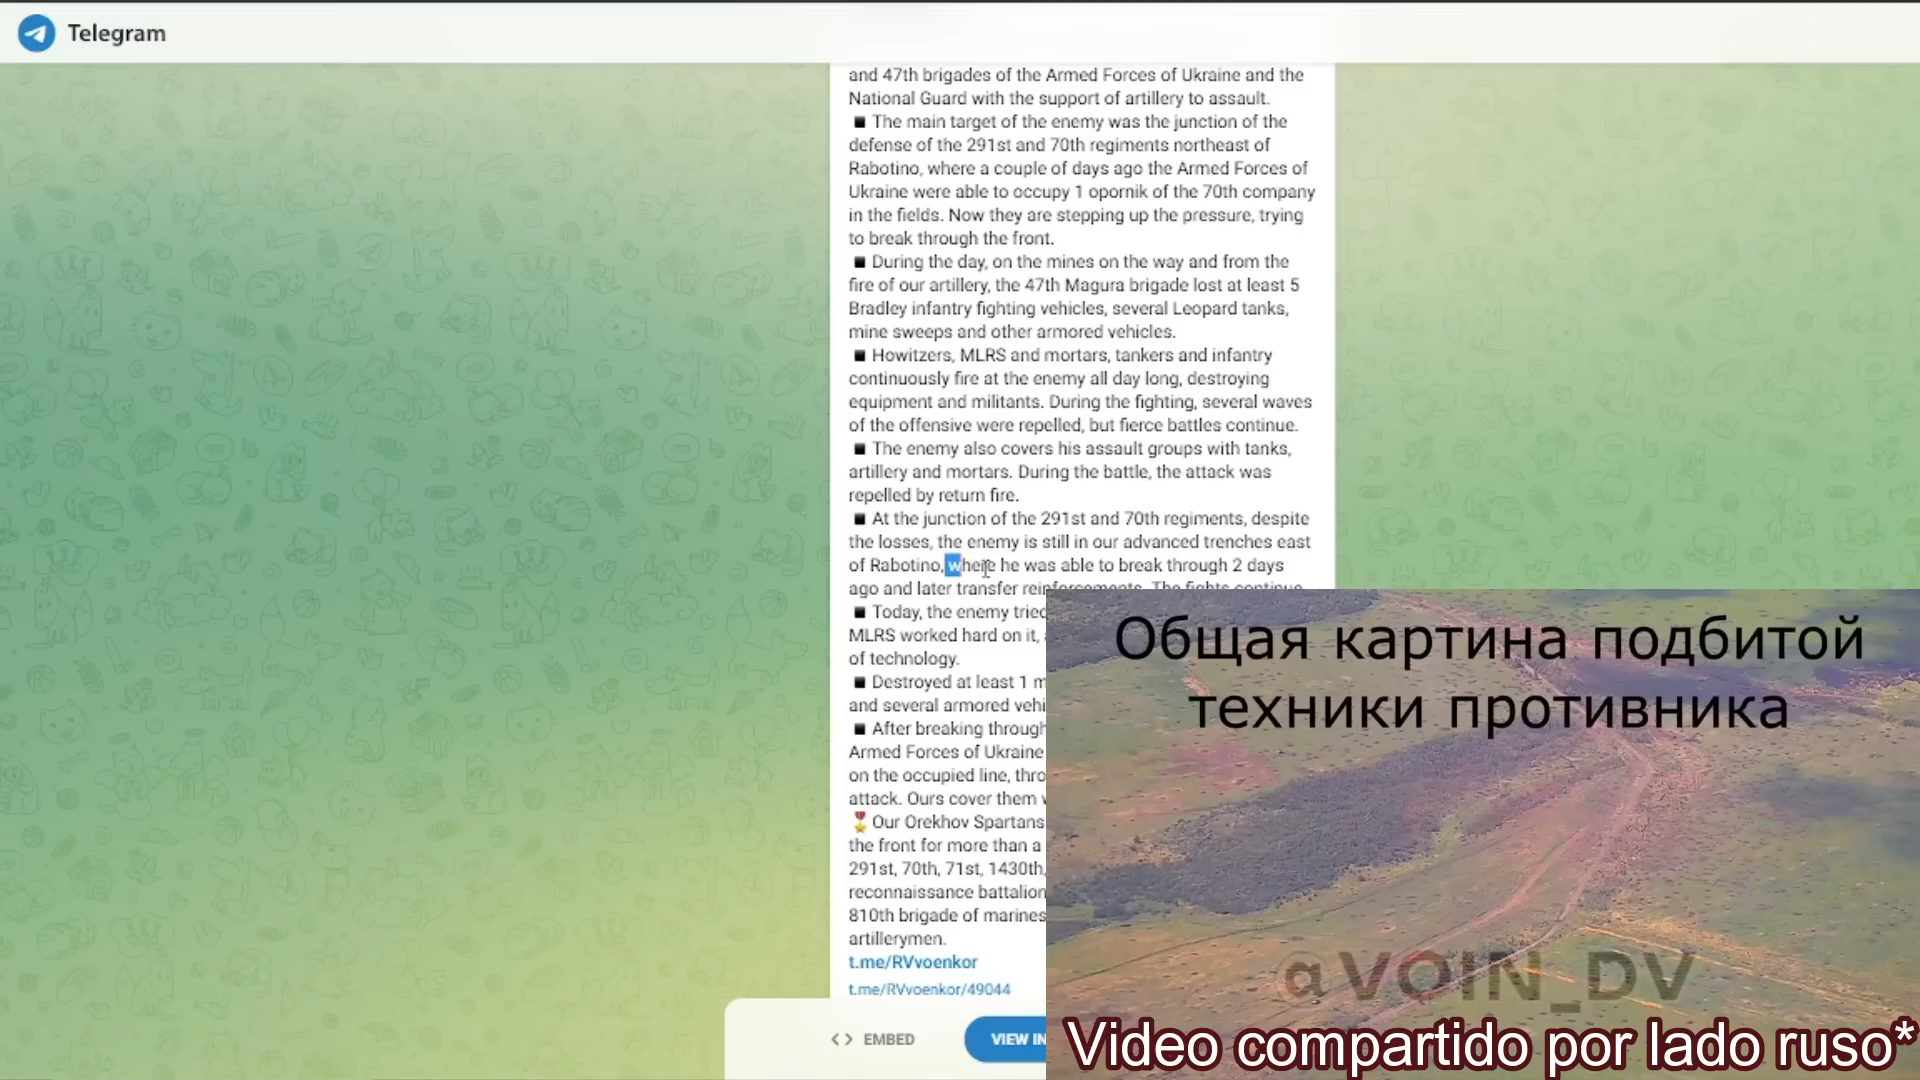 Telegram
and 47th brigades of the Armed Forces of Ukraine and the
National Guard with the support of artillery to assault.
◾ The main target of the enemy was the junction of the
defense of the 291st and 70th regiments northeast of
Rabotino, where a couple of days ago the Armed Forces of
Ukraine were able to occupy 1 opornik of the 70th company
in the fields. Now they are stepping up the pressure, trying
to break through the front.
◾ During the day, on the mines on the way and from the
fire of our artillery, the 47th Magura brigade lost at least 5
Bradley infantry fighting vehicles, several Leopard tanks,
mine sweeps and other armored vehicles.
◾ Howitzers, MLRS and mortars, tankers and infantry
continuously fire at the enemy all day long, destroying
equipment and militants. During the fighting, several waves
of the offensive were repelled, but fierce battles continue.
◾ The enemy also covers his assault groups with tanks,
artillery and mortars. During the battle, the attack was
repelled by return fire.
◾ At the junction of the 291st and 70th regiments, despite
the losses, the enemy is still in our advanced trenches east
of Rabotino, where he was able to break through 2 days
ago and later transfer reinforcements. The fights continue
◾ Today, the enemy tried
MLRS worked hard on it,
of technology.
◾ Destroyed at least 1 m
and several armored vehi
◾ After breaking through
Armed Forces of Ukraine
on the occupied line, thro
attack. Ours cover them
🎖 Our Orekhov Spartans
the front for more than a
291st, 70th, 71st, 1430th,
reconnaissance battalion
810th brigade of marines
artillerymen.
t.me/RVvoenkor
t.me/RVvoenkor/49044
EMBED
VIEW IN
Общая картина подбитой
техники противника
@VOIN_DV
Video compartido por lado ruso*